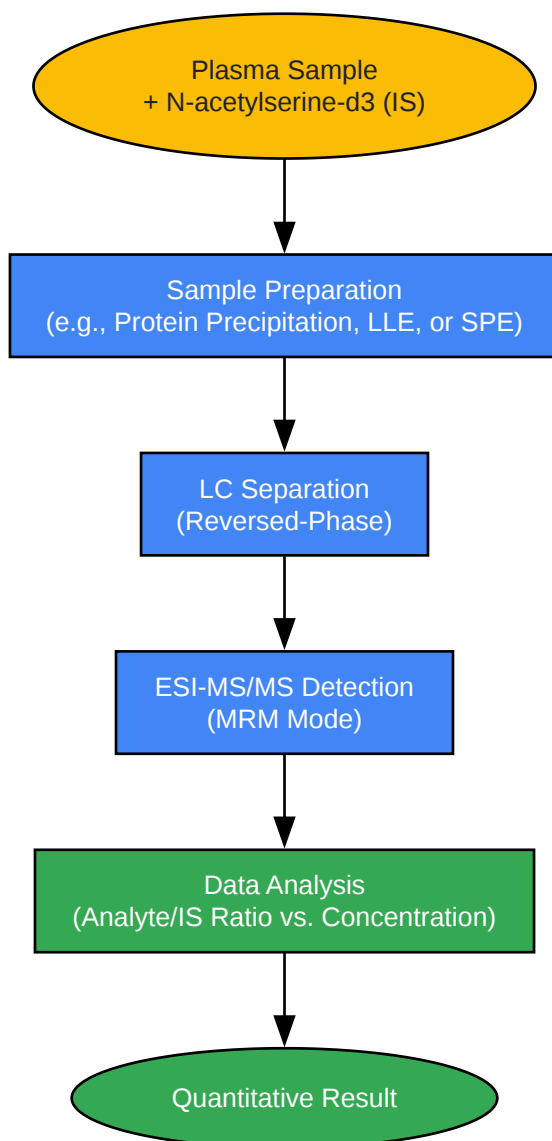 Plasma Sample
+ N-acetylserine-d3 (IS)
Sample Preparation
(e.g., Protein Precipitation, LLE, or SPE)
LC Separation
(Reversed-Phase)
ESI-MS/MS Detection
(MRM Mode)
Data Analysis
(Analyte/IS Ratio vs. Concentration)
Quantitative Result